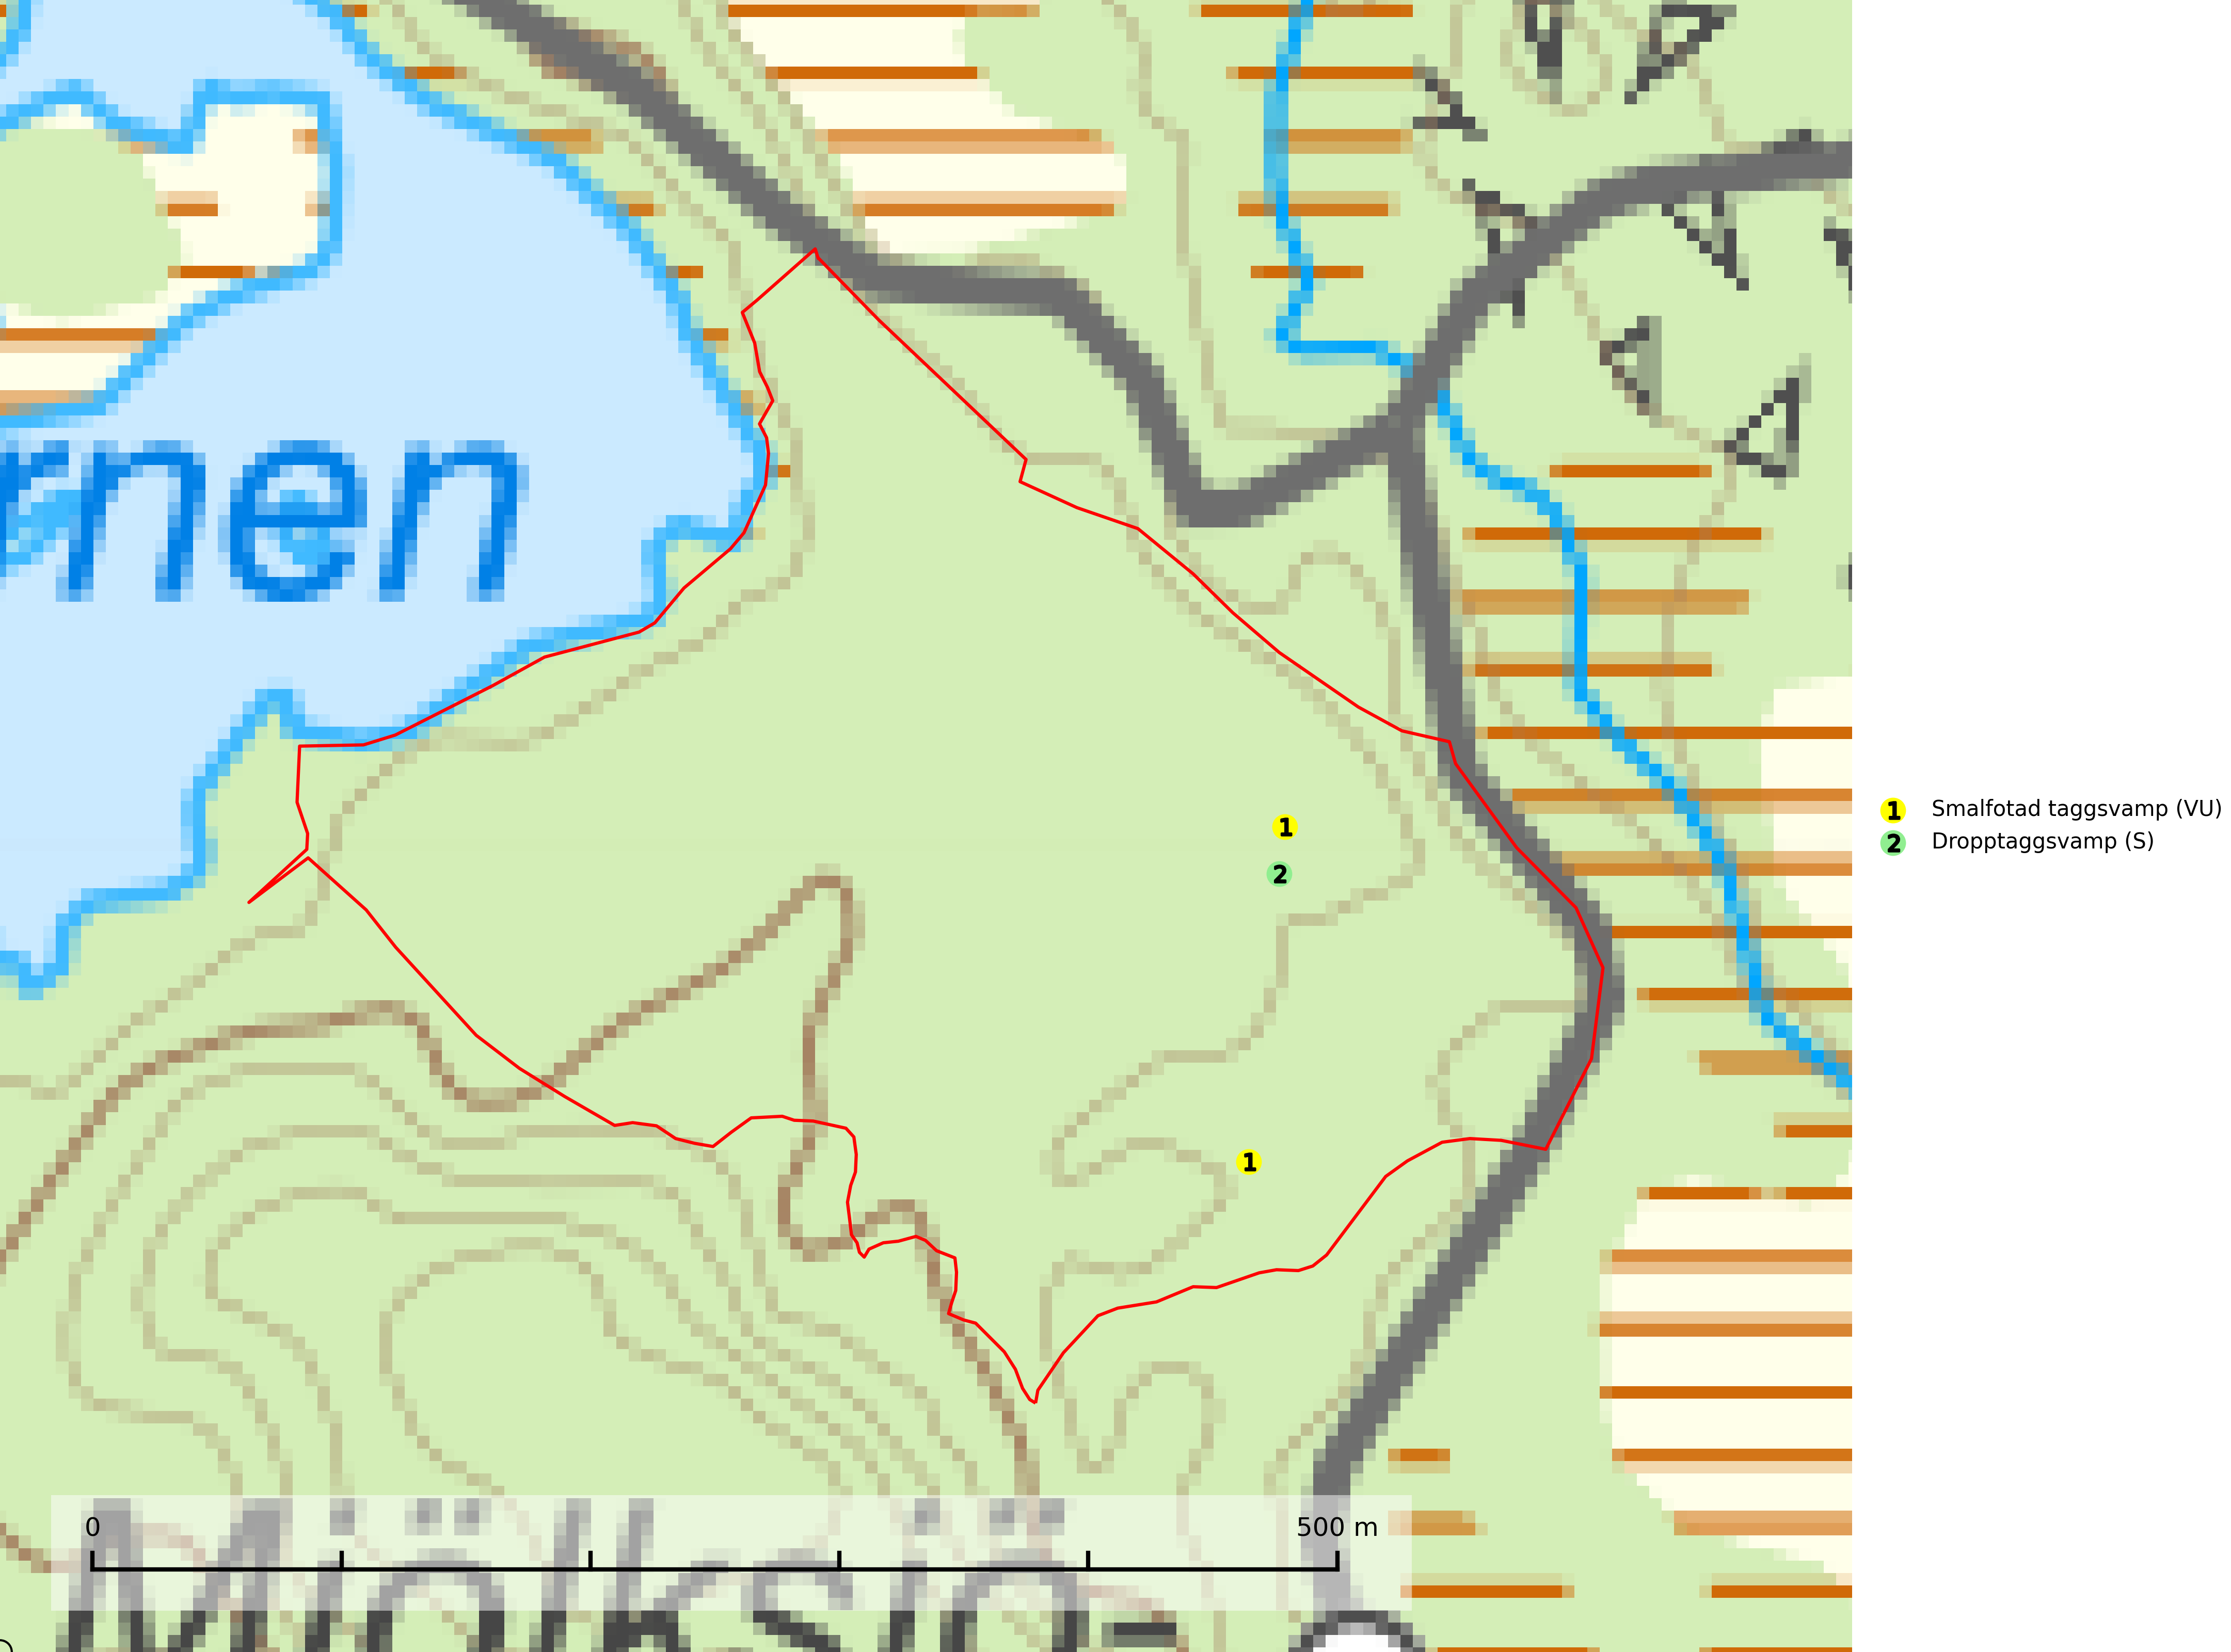 rnen
1
2
1
1 Smalfotad taggsvamp (VU)
2 Dropptaggsvamp (S)
0 500 m